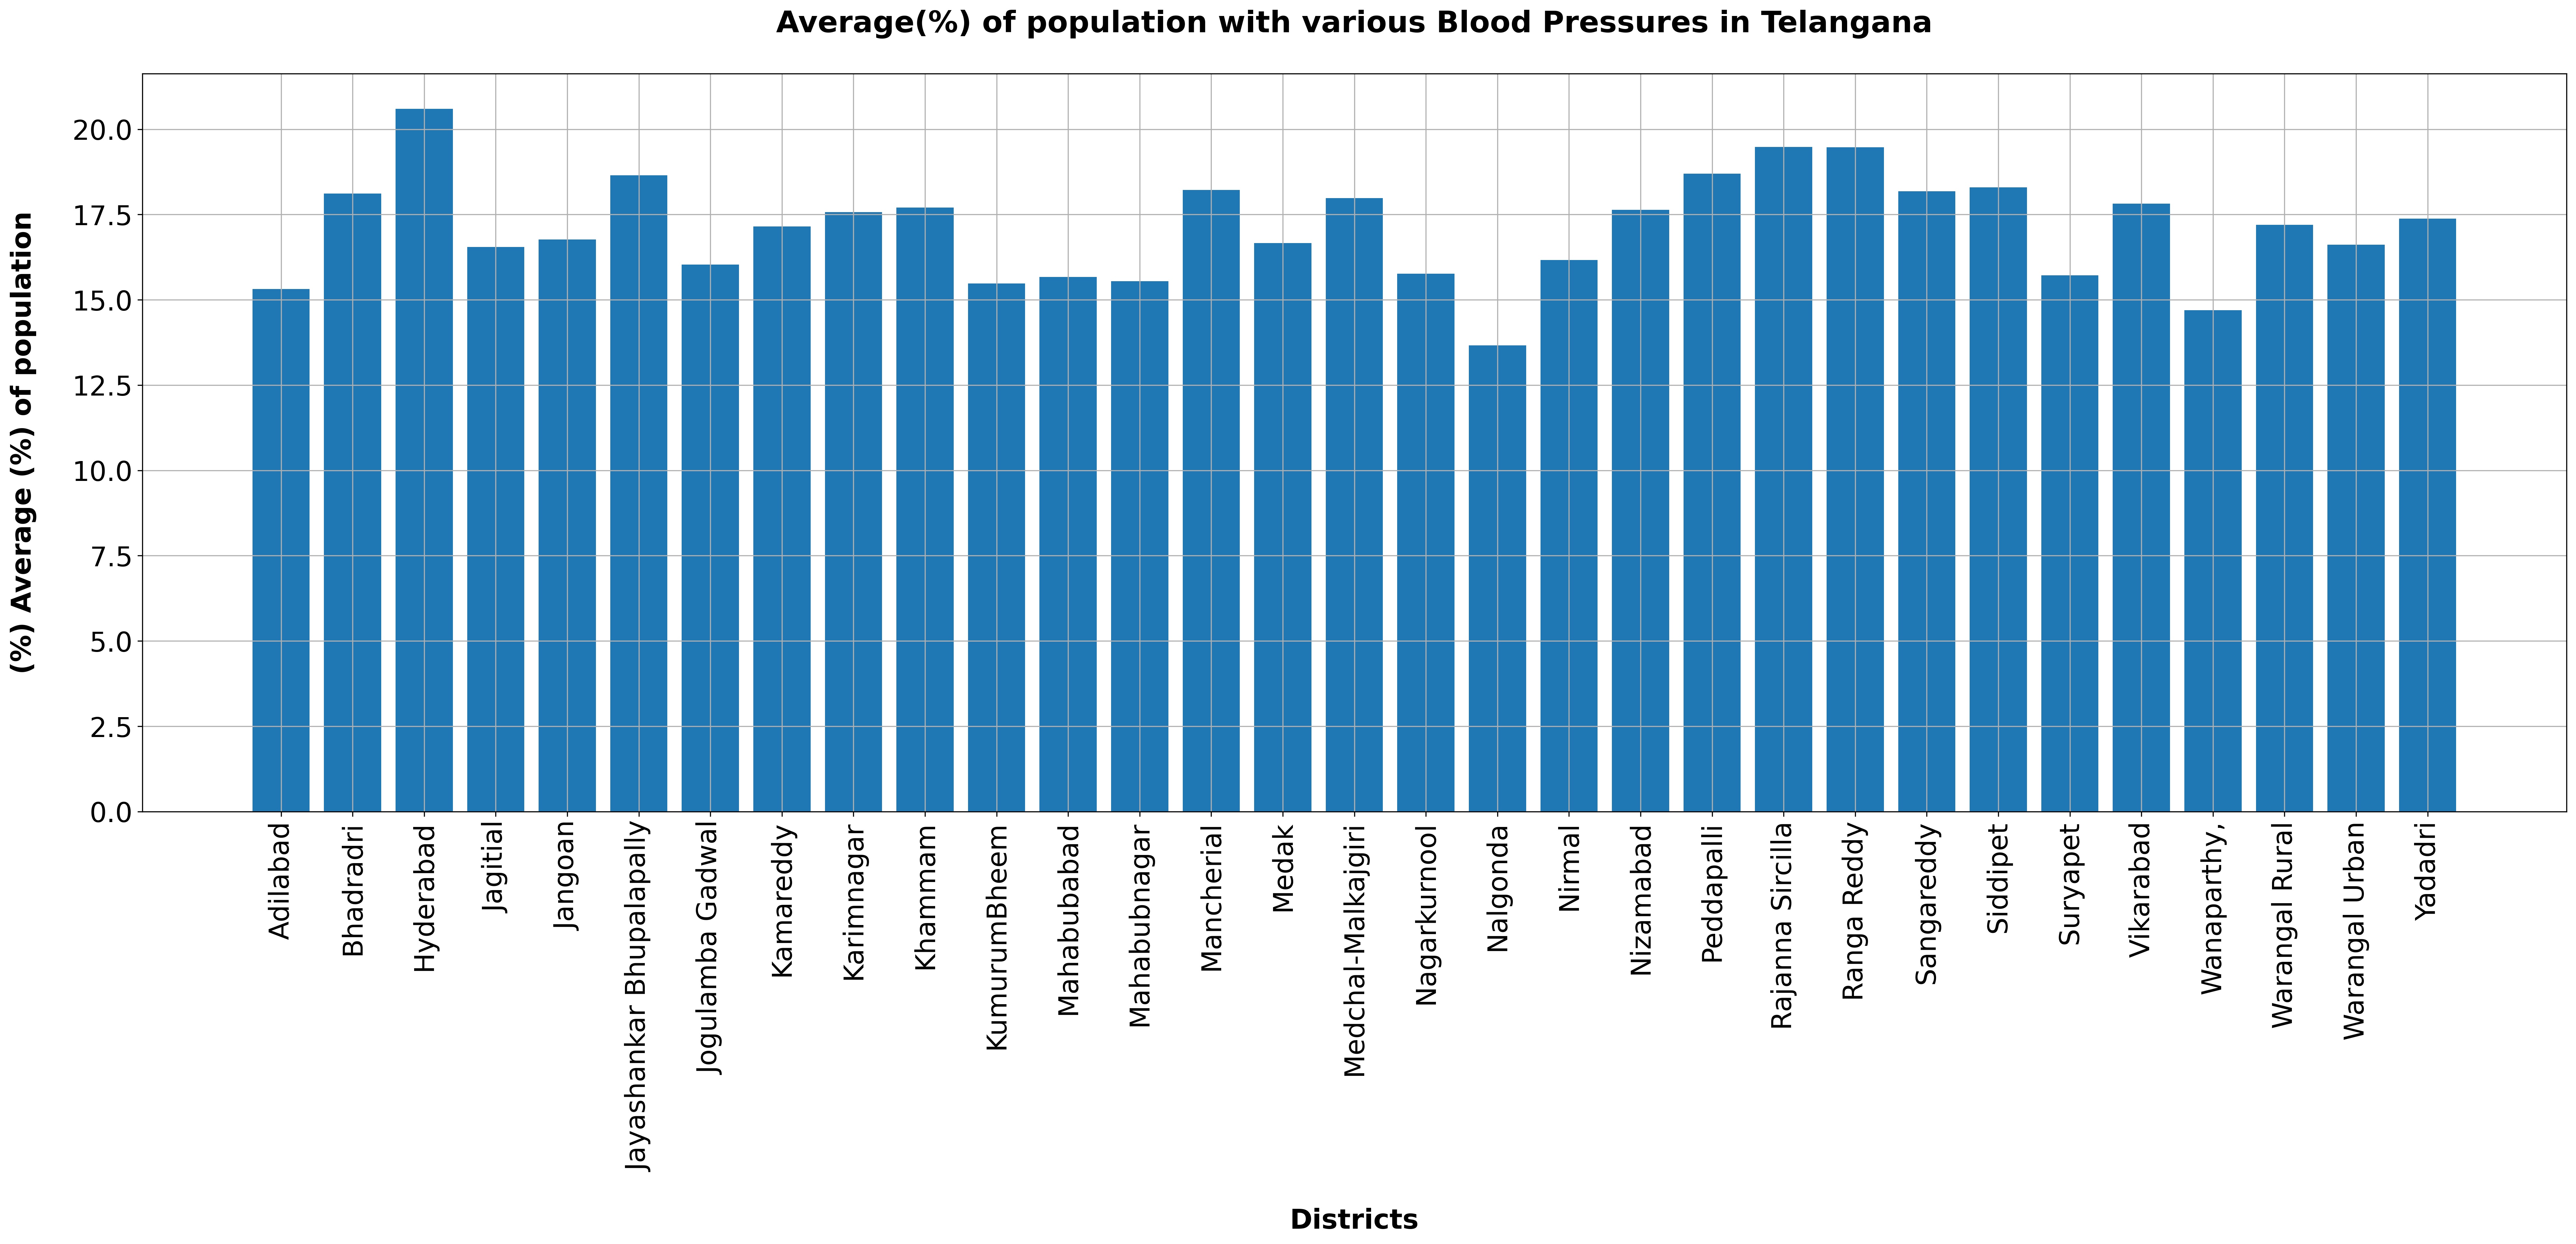 Average(%) of population with various Blood Pressures in Telangana
(%) Average (%) of population
20.0
17.5
15.0
12.5
10.0
7.5
5.0
2.5
0.0
Adilabad
Bhadradri
Hyderabad
Jagitial
Jangoan
Jayashankar Bhupalapally
Jogulamba Gadwal
Kamareddy
Karimnagar
Khammam
KumurumBheem
Mahabubabad
Mahabubnagar
Mancherial
Medak
Medchal-Malkajgiri
Nagarkurnool
Nalgonda
Nirmal
Nizamabad
Peddapalli
Rajanna Sircilla
Ranga Reddy
Sangareddy
Siddipet
Suryapet
Vikarabad
Wanaparthy,
Warangal Rural
Warangal Urban
Yadadri
Districts